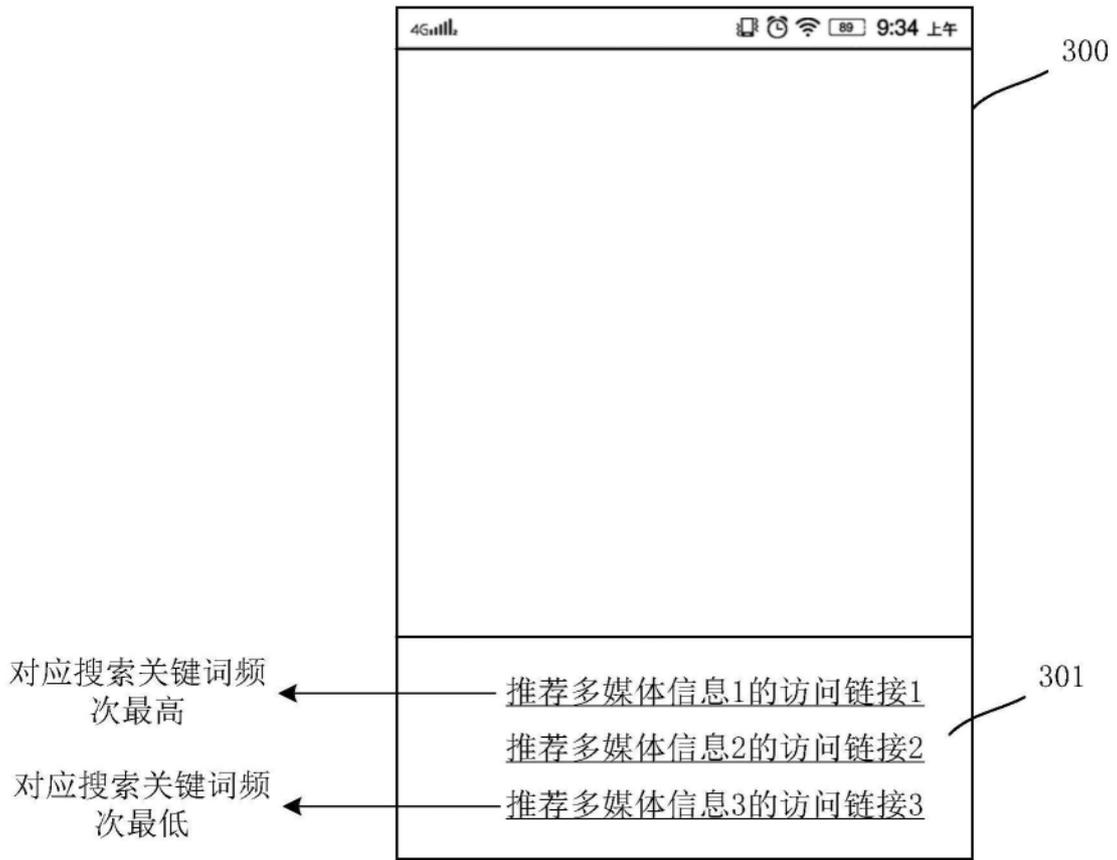 4G 89 9:34 上午
300
对应搜索关键词频
次最高
推荐多媒体信息1的访问链接1
301
推荐多媒体信息2的访问链接2
对应搜索关键词频
次最低
推荐多媒体信息3的访问链接3